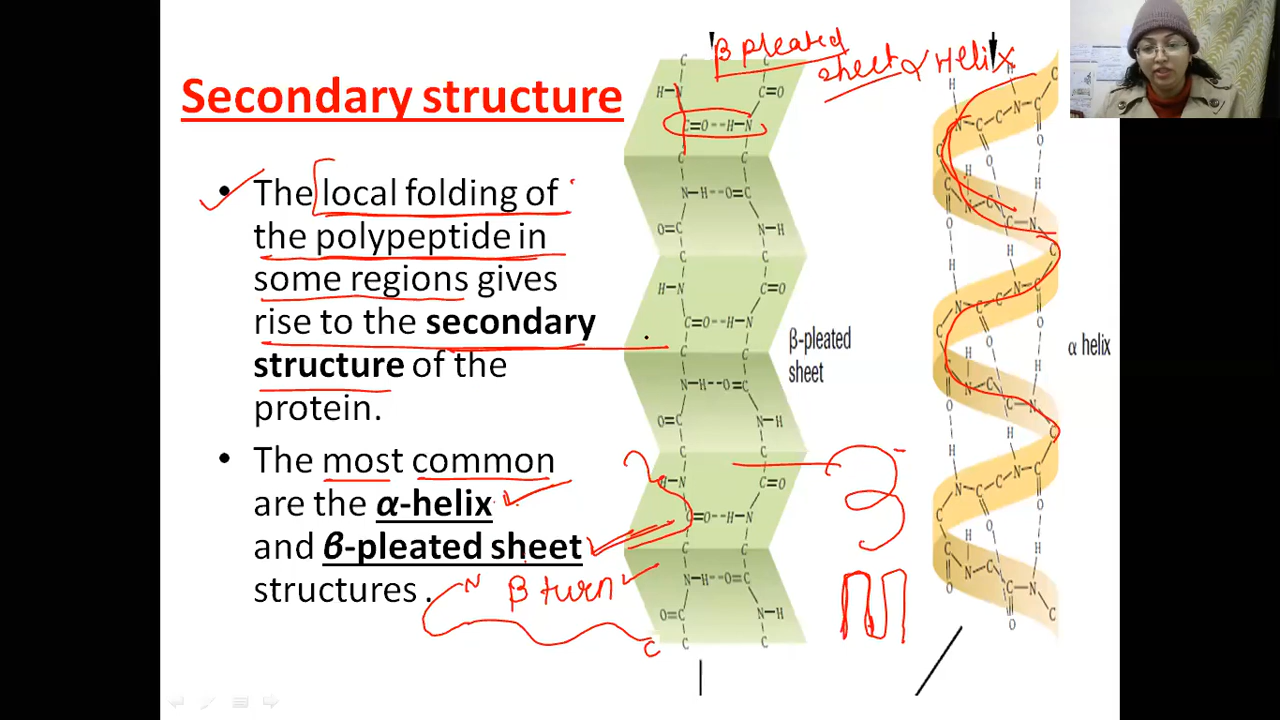 Secondary structure
• The local folding of
the polypeptide in
some regions gives
rise to the secondary
structure of the
protein.
• The most common
are the α-helix
and β-pleated sheet
structures.
β turn
N
C
β pleated
sheet α Helix
β-pleated
sheet
α helix